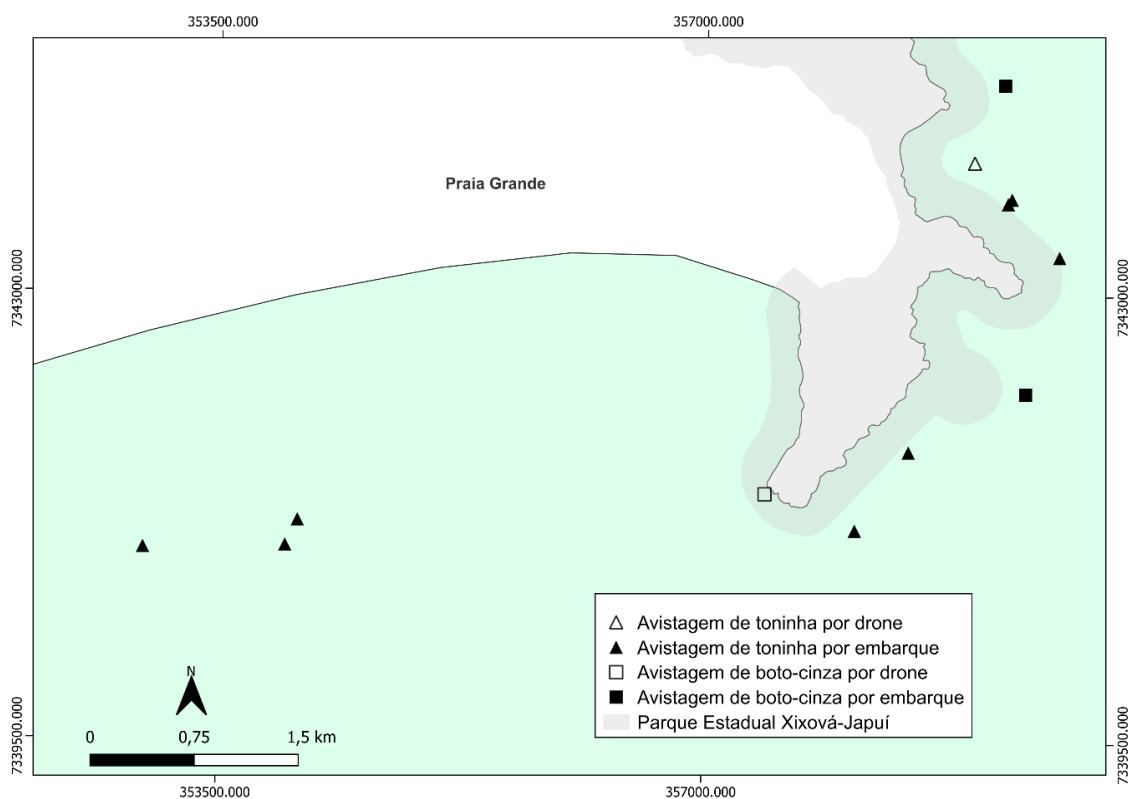 353500.000
357000.000
Praia Grande
7343000.000
7343000.000
Avistagem de toninha por drone
Avistagem de toninha por embarque
Avistagem de boto-cinza por drone
Avistagem de boto-cinza por embarque
Parque Estadual Xixová-Japuí
N
0
0,75
1,5 km
7339500.000
7339500.000
353500.000
357000.000